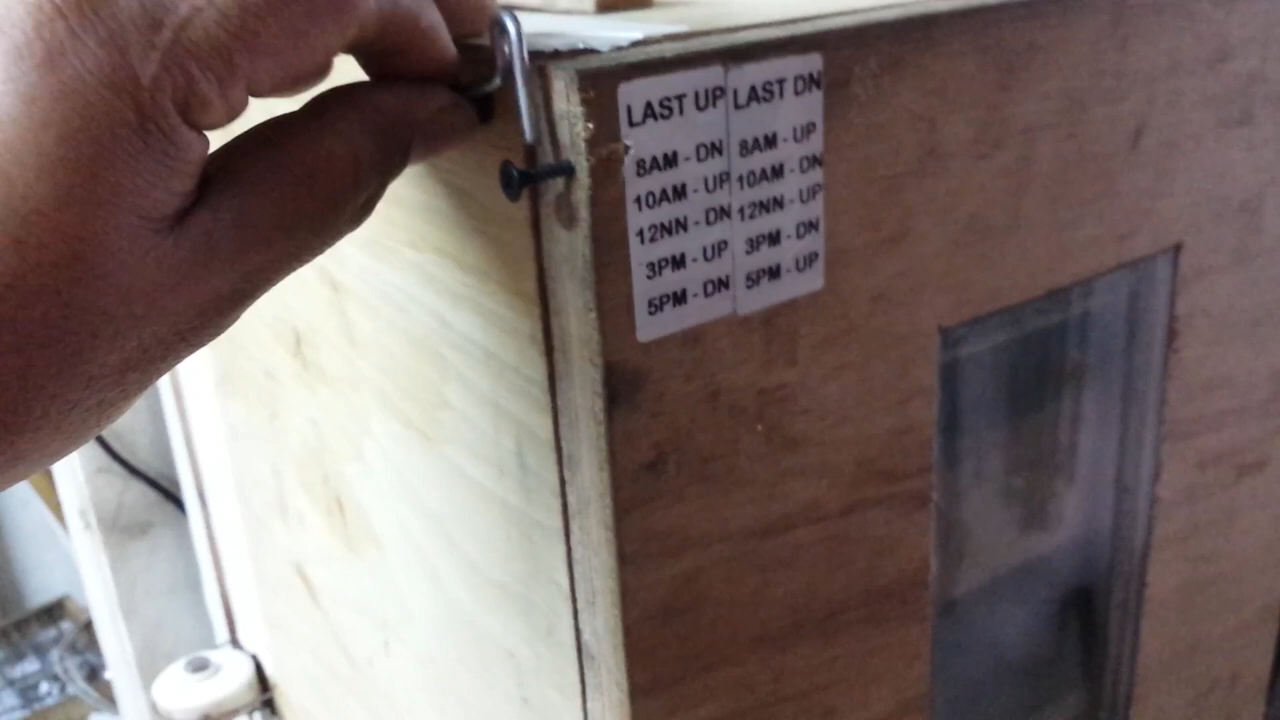 LAST UP
8AM - DN
10AM - UP
12NN - DN
3PM - UP
5PM - DN
LAST DN
8AM - UP
10AM - DN
12NN - UP
3PM - DN
5PM - UP